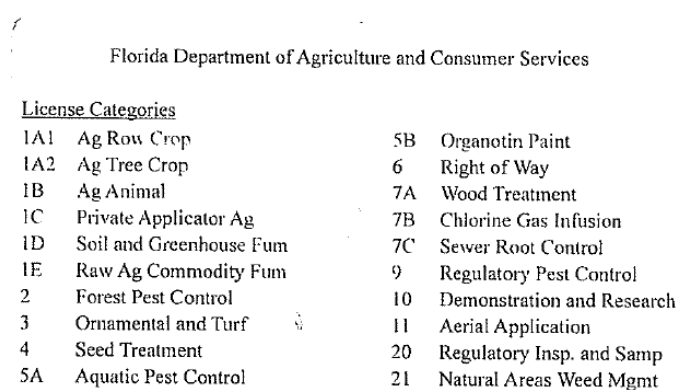 Florida Department of Agriculture and Consumer Services
License Categories
1A1 Ag Row Crop
1A2 Ag Tree Crop
1B Ag Animal
1C Private Applicator Ag
1D Soil and Greenhouse Fum
1E Raw Ag Commodity Fum
2 Forest Pest Control
3 Ornamental and Turf
4 Seed Treatment
5A Aquatic Pest Control
5B Organotin Paint
6 Right of Way
7A Wood Treatment
7B Chlorine Gas Infusion
7C Sewer Root Control
9 Regulatory Pest Control
10 Demonstration and Research
11 Aerial Application
20 Regulatory Insp. and Samp
21 Natural Areas Weed Mgmt